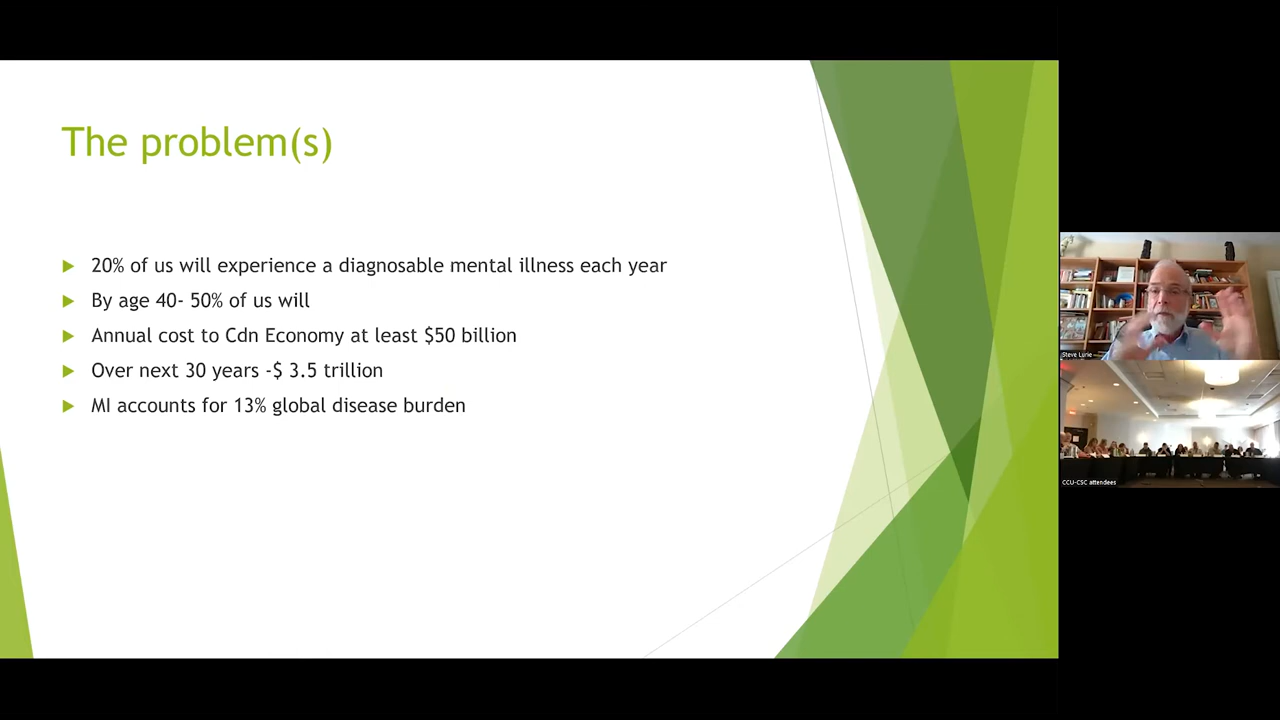 The problem(s)
20% of us will experience a diagnosable mental illness each year
By age 40- 50% of us will
Annual cost to Cdn Economy at least $50 billion
Over next 30 years -$ 3.5 trillion
MI accounts for 13% global disease burden
Steve Lurie
CCU-CSC attendees